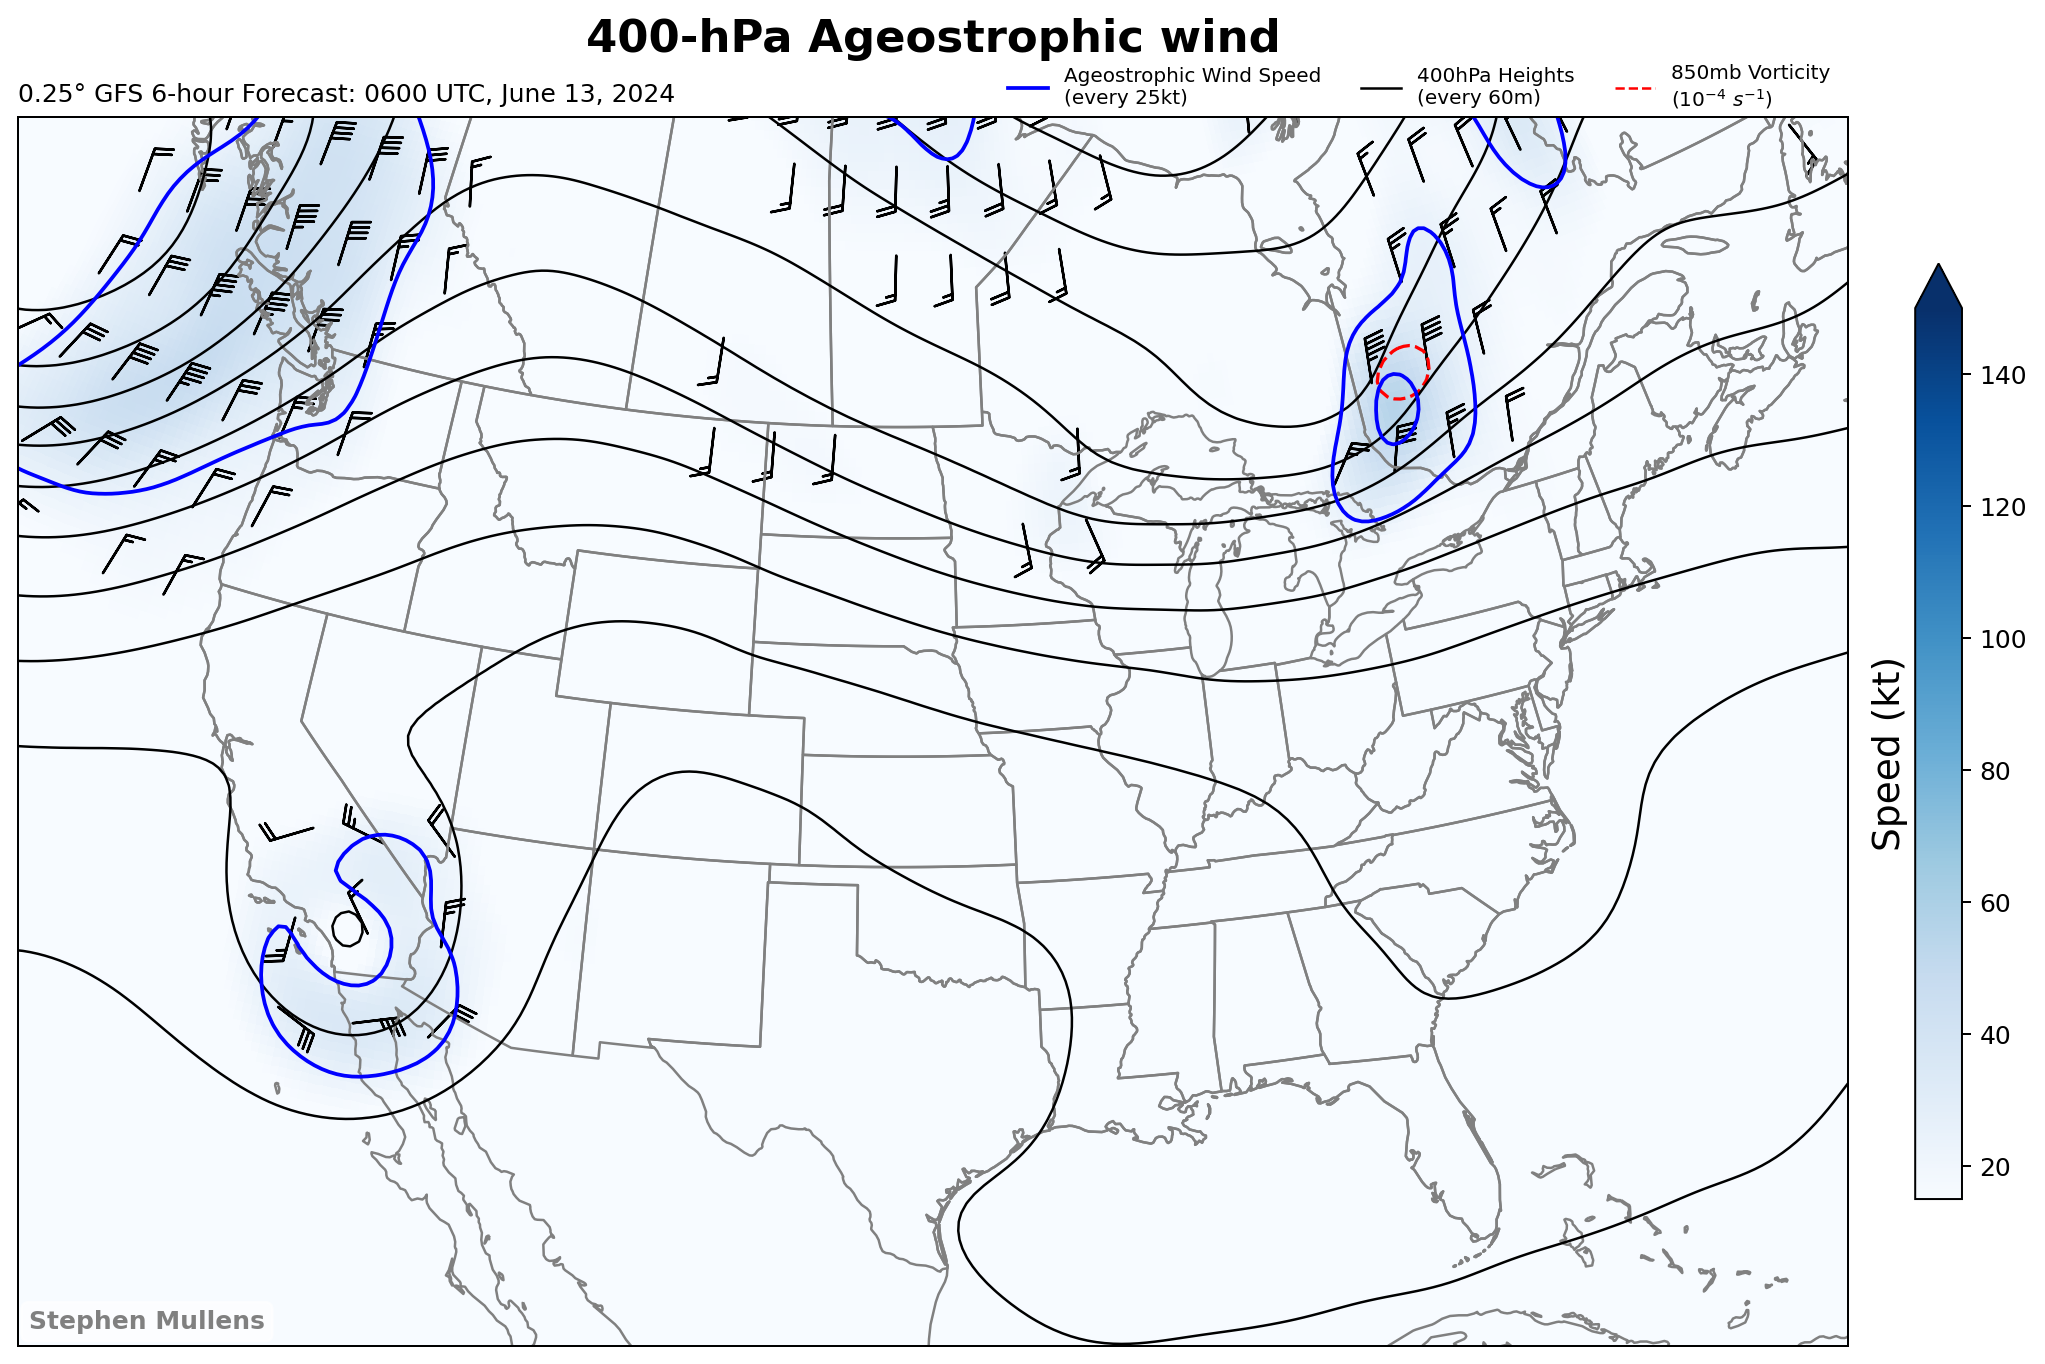 400-hPa Ageostrophic wind
0.25° GFS 6-hour Forecast: 0600 UTC, June 13, 2024
Ageostrophic Wind Speed
(every 25kt)
400hPa Heights
(every 60m)
850mb Vorticity
(10⁻⁴ s⁻¹)
140
120
100
80
60
40
20
Speed (kt)
Stephen Mullens